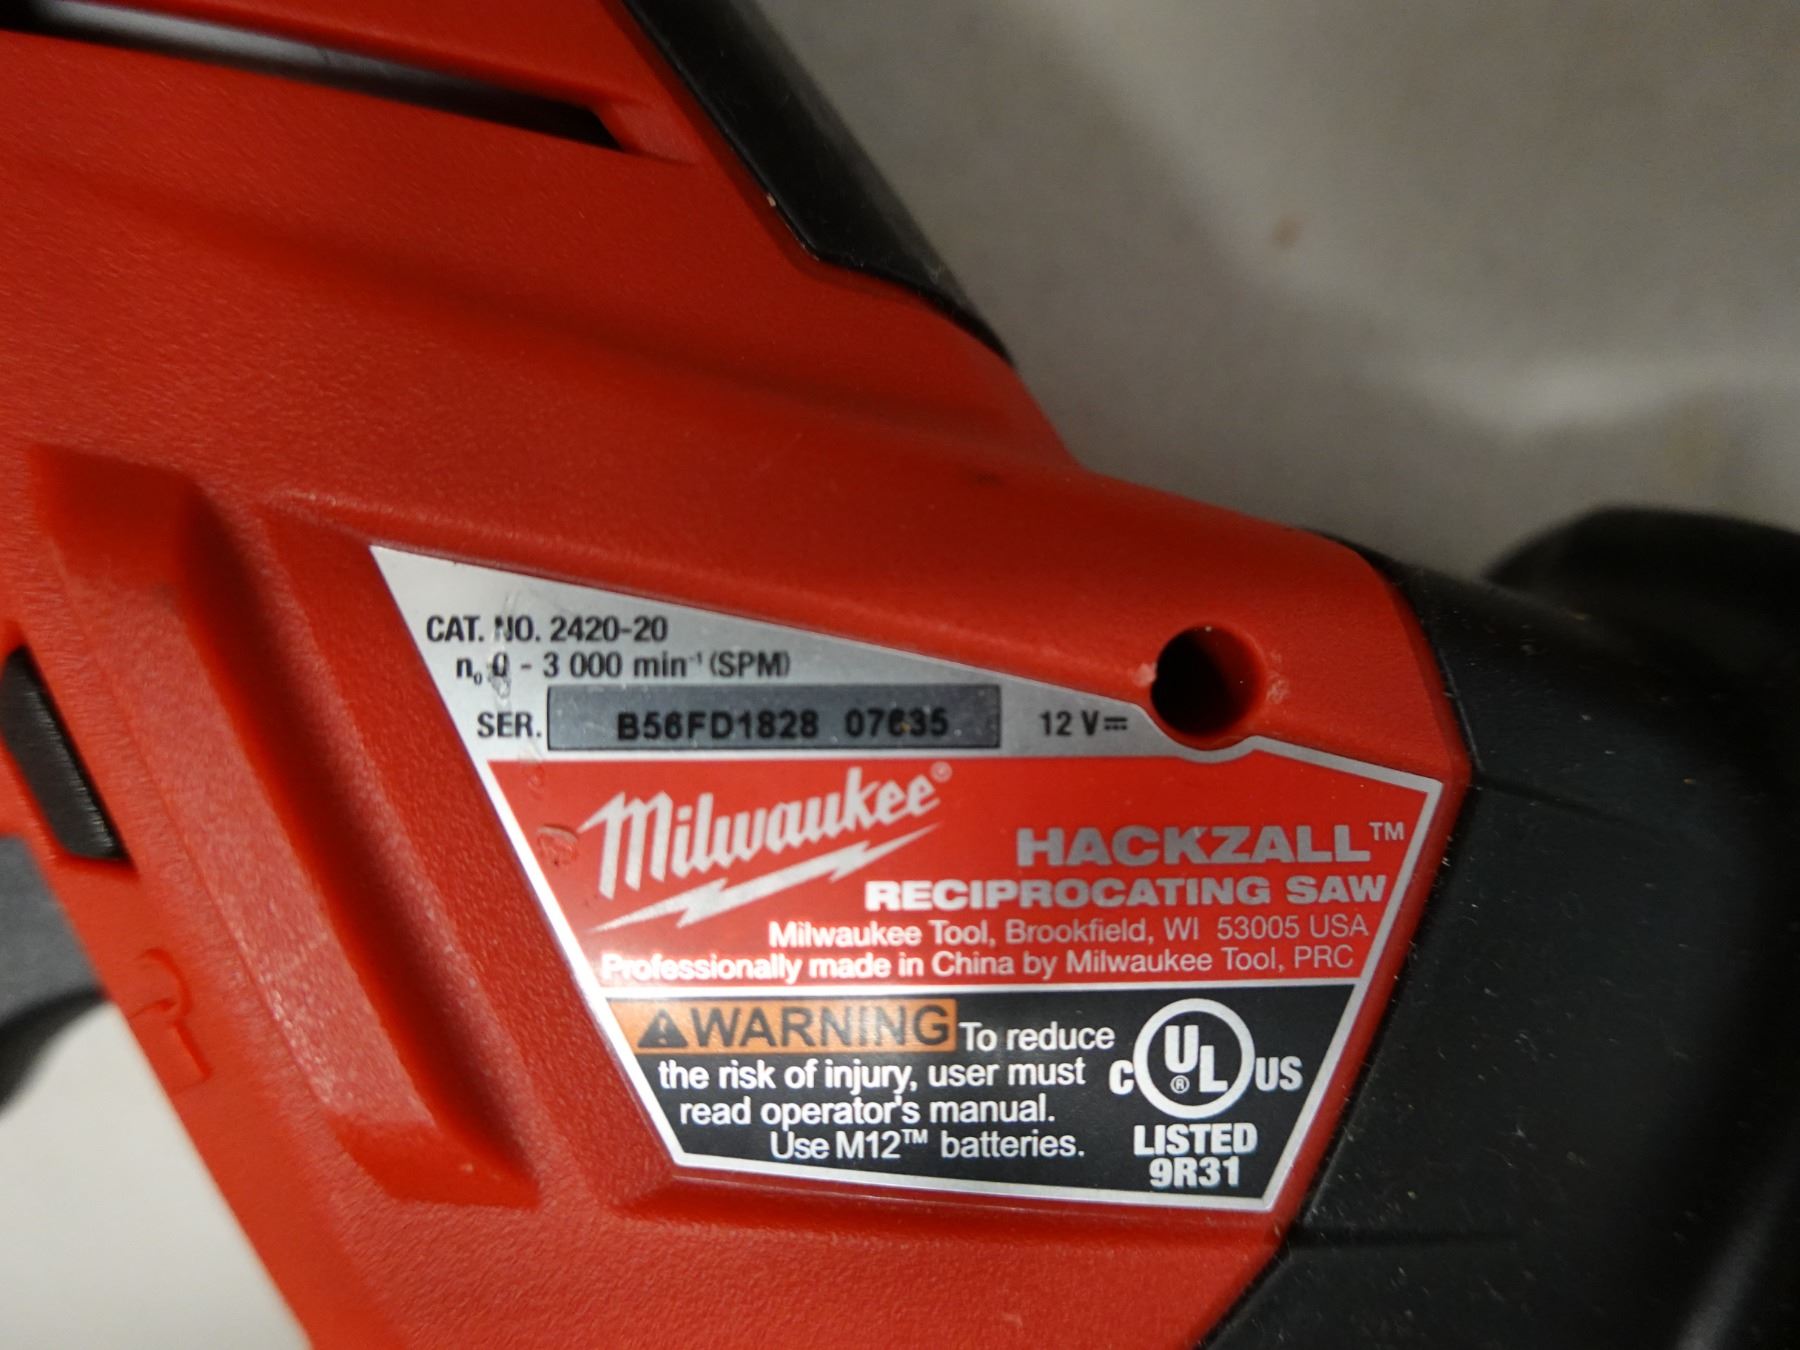 CAT. NO. 2420-20
n₀ 0 - 3 000 min⁻¹ (SPM)
SER. B56FD1828 07635 12 V⎓
Milwaukee®
HACKZALL™
RECIPROCATING SAW
Milwaukee Tool, Brookfield, WI 53005 USA
Professionally made in China by Milwaukee Tool, PRC
⚠WARNING To reduce
the risk of injury, user must
read operator's manual.
Use M12™ batteries.
C UL® US
LISTED
9R31